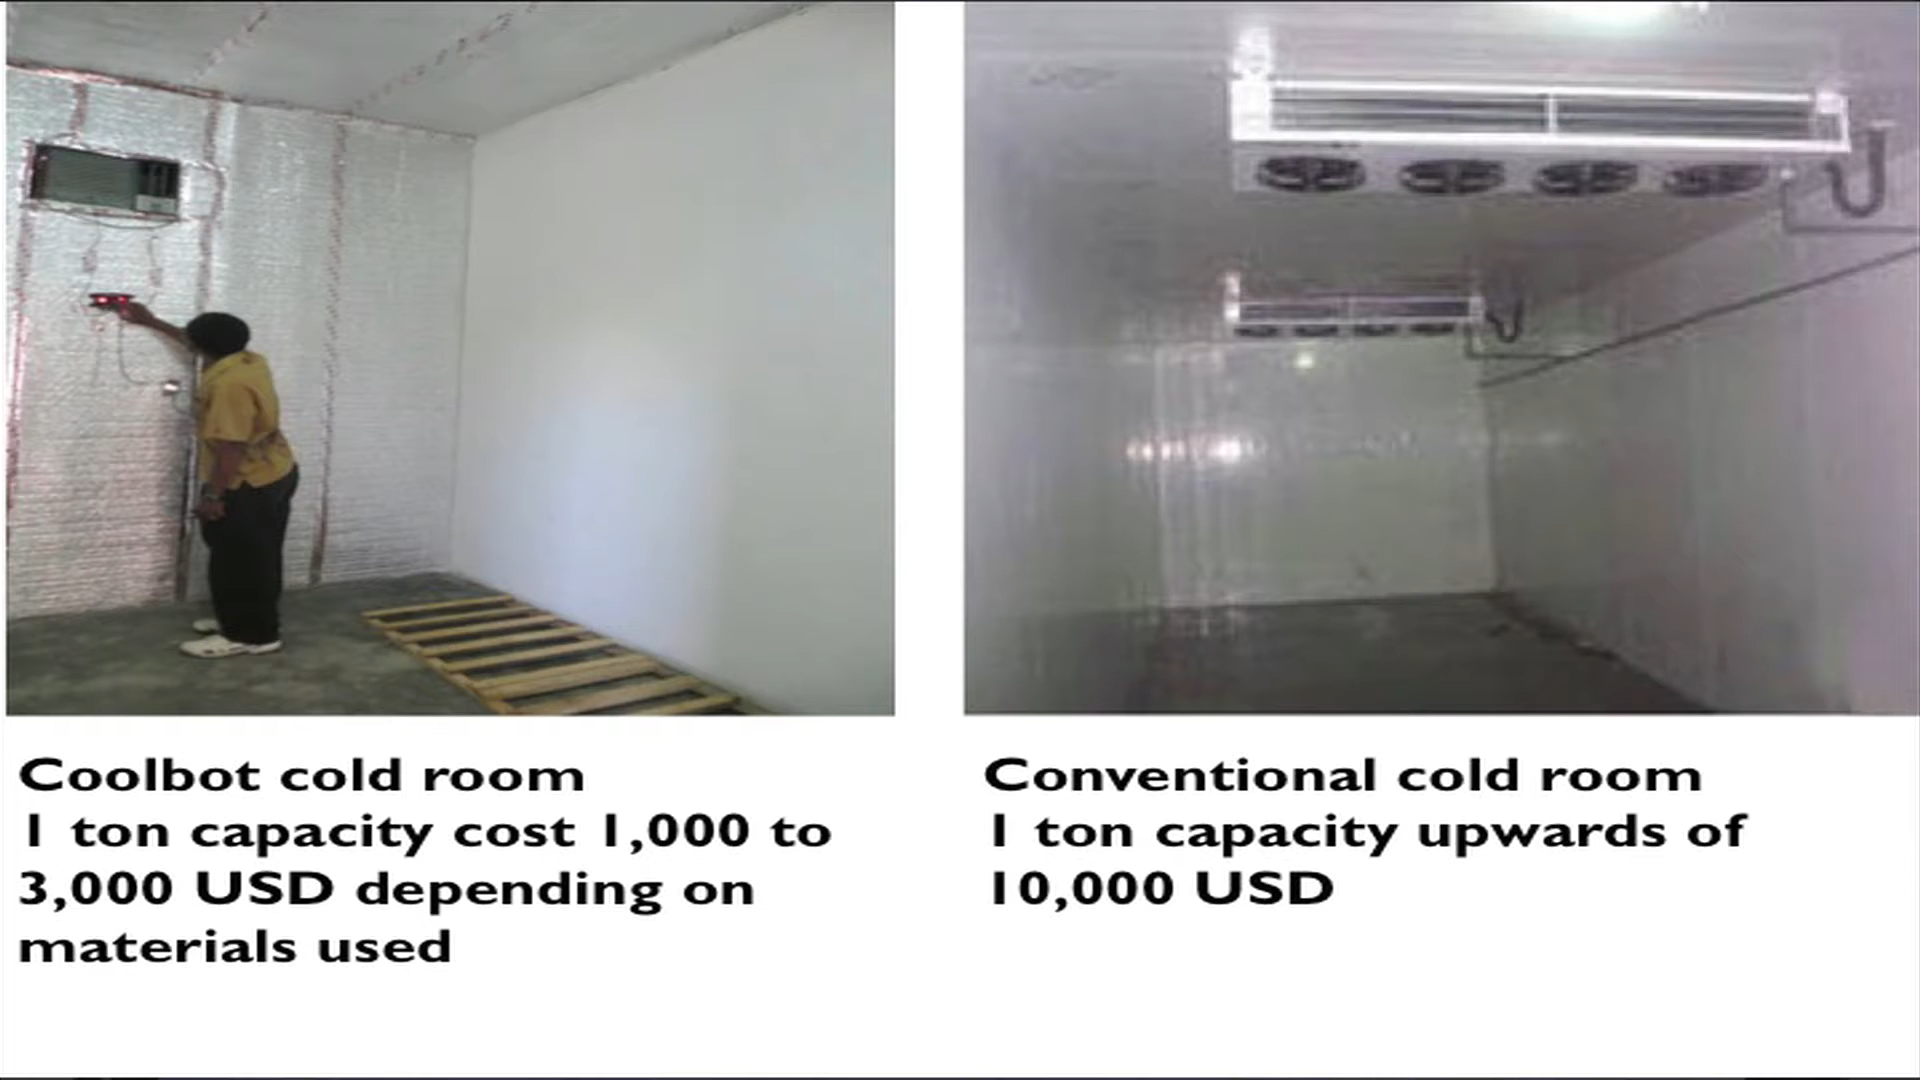 Coolbot cold room
1 ton capacity cost 1,000 to
3,000 USD depending on
materials used
Conventional cold room
1 ton capacity upwards of
10,000 USD